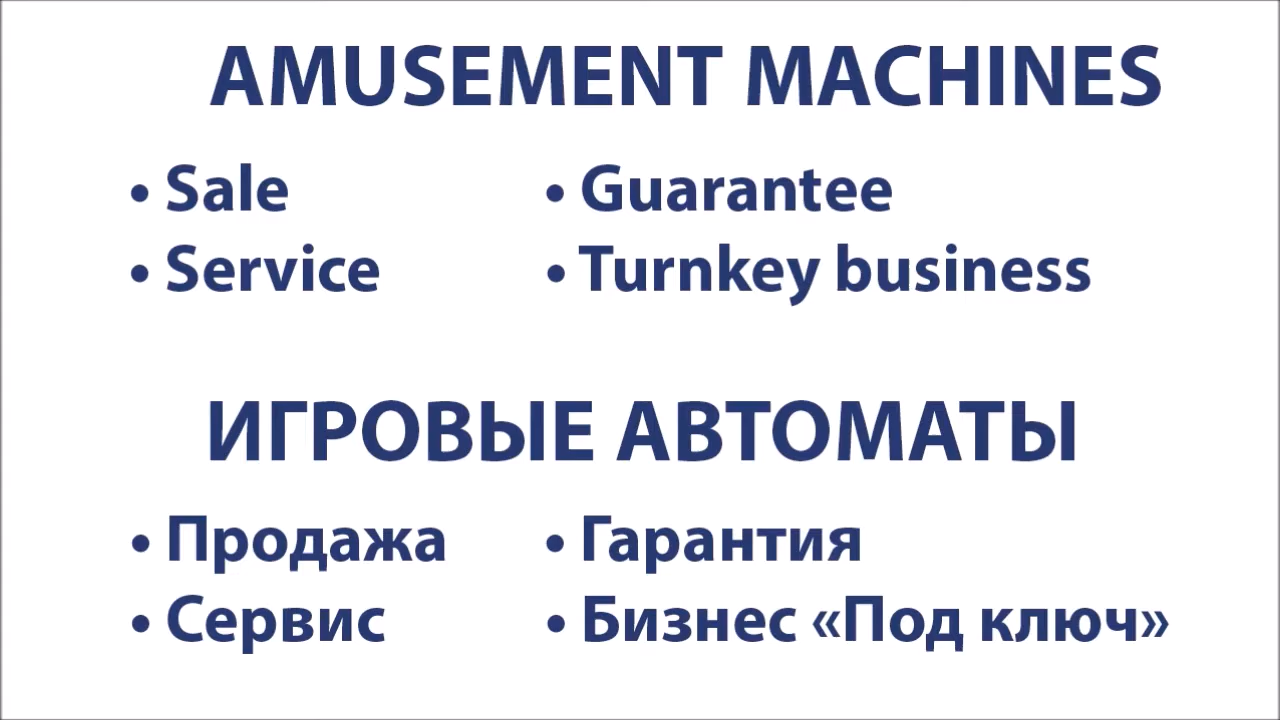 AMUSEMENT MACHINES
• Sale
• Service
• Guarantee
• Turnkey business
ИГРОВЫЕ АВТОМАТЫ
• Продажа
• Сервис
• Гарантия
• Бизнес «Под ключ»